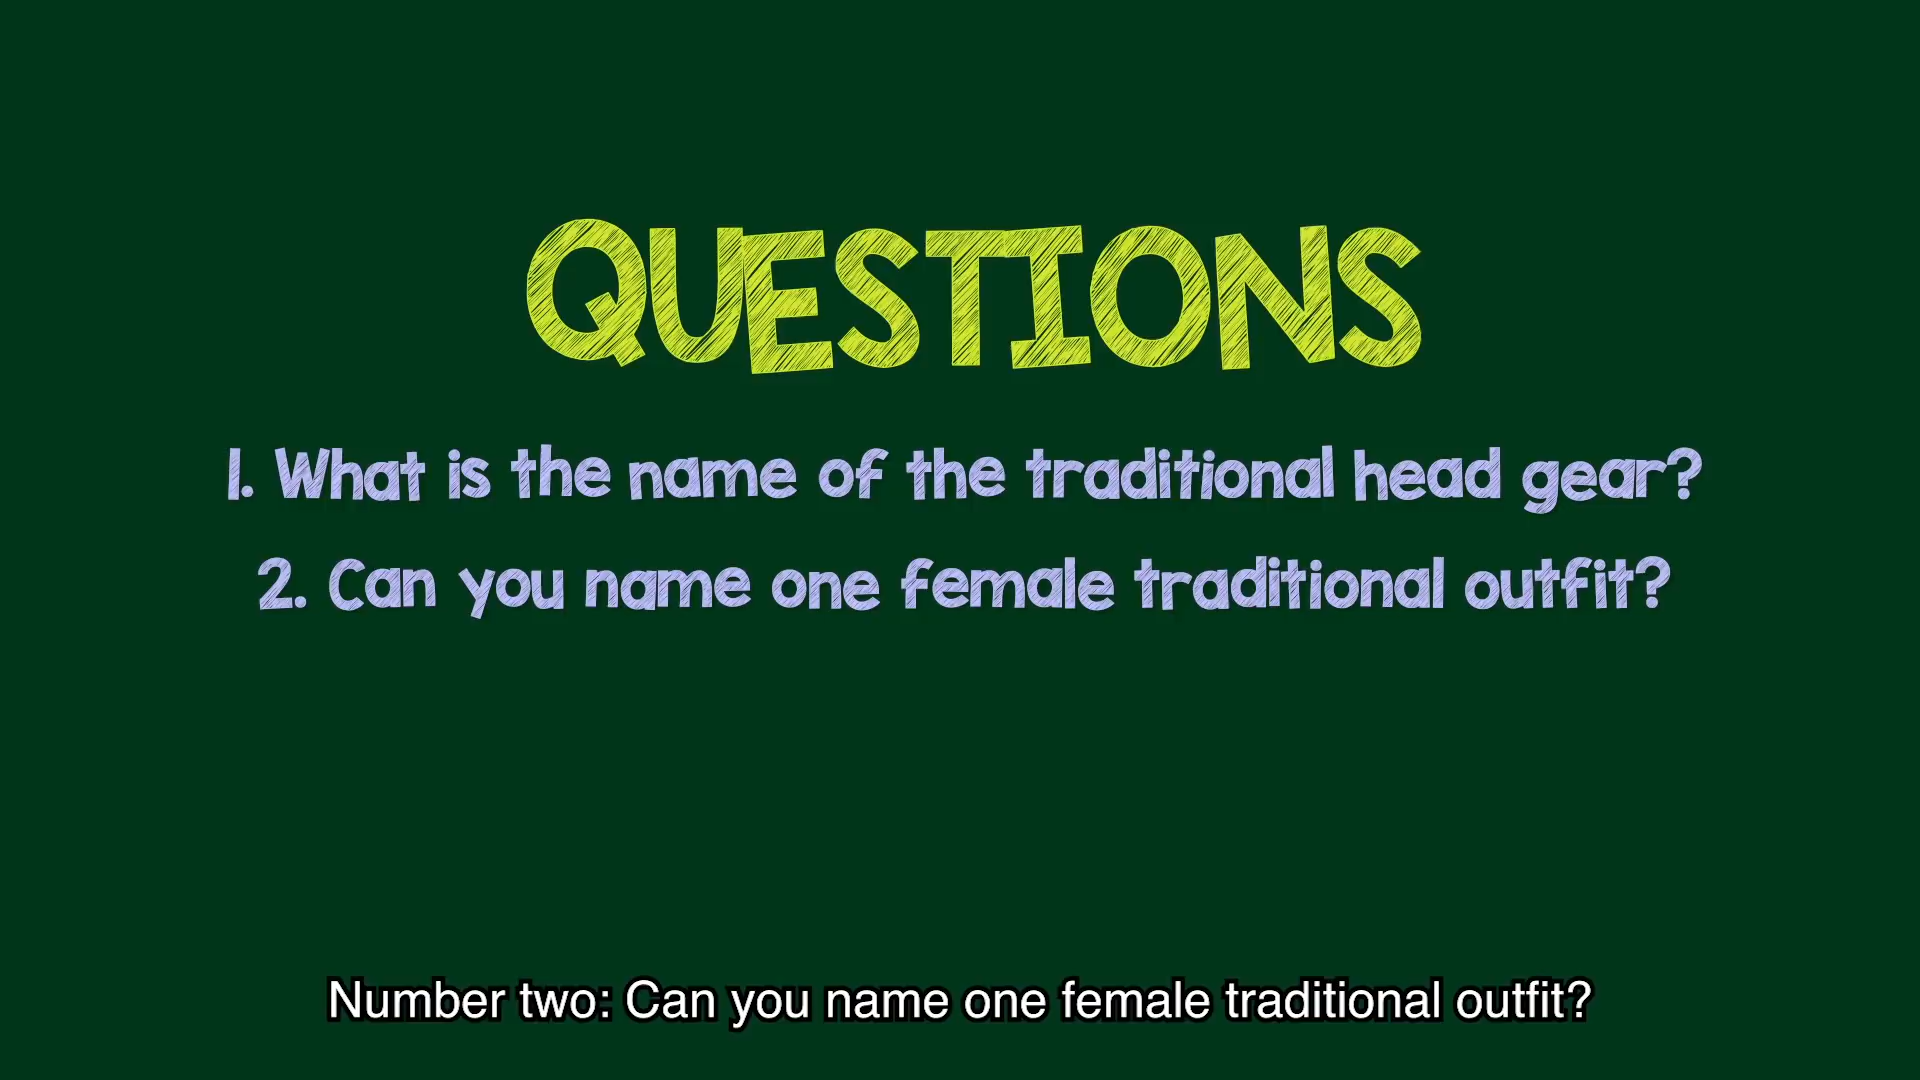 QUESTIONS
1. What is the name of the traditional head gear?
2. Can you name one female traditional outfit?
Number two: Can you name one female traditional outfit?